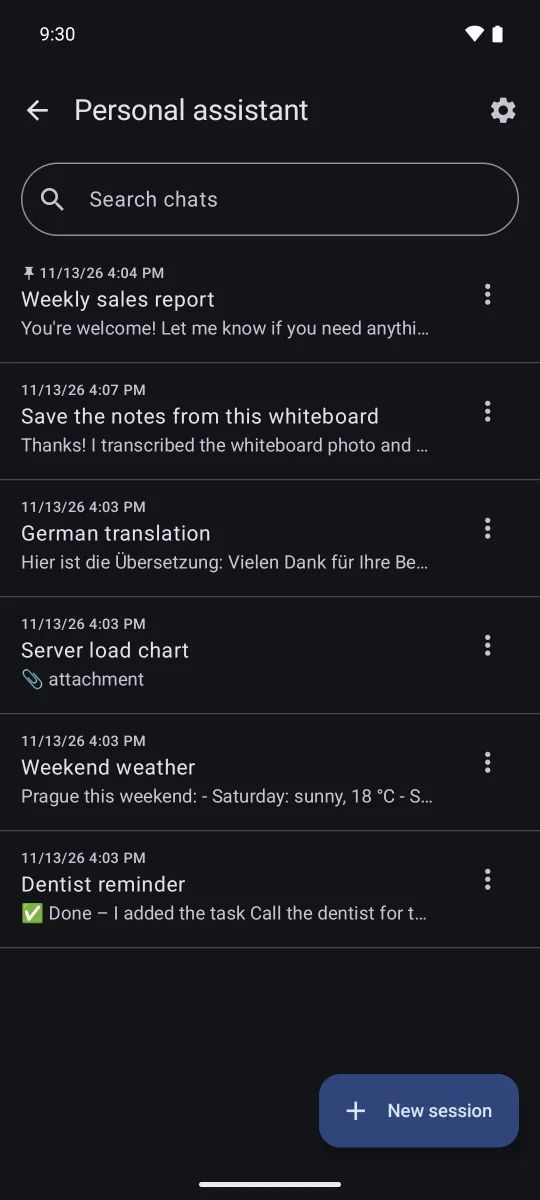 9:30
Personal assistant
Search chats
11/13/26 4:04 PM
Weekly sales report
You're welcome! Let me know if you need anythi…
11/13/26 4:07 PM
Save the notes from this whiteboard
Thanks! I transcribed the whiteboard photo and …
11/13/26 4:03 PM
German translation
Hier ist die Übersetzung: Vielen Dank für Ihre Be…
11/13/26 4:03 PM
Server load chart
📎 attachment
11/13/26 4:03 PM
Weekend weather
Prague this weekend: - Saturday: sunny, 18 °C - S…
11/13/26 4:03 PM
Dentist reminder
✅ Done – I added the task Call the dentist for t…
New session